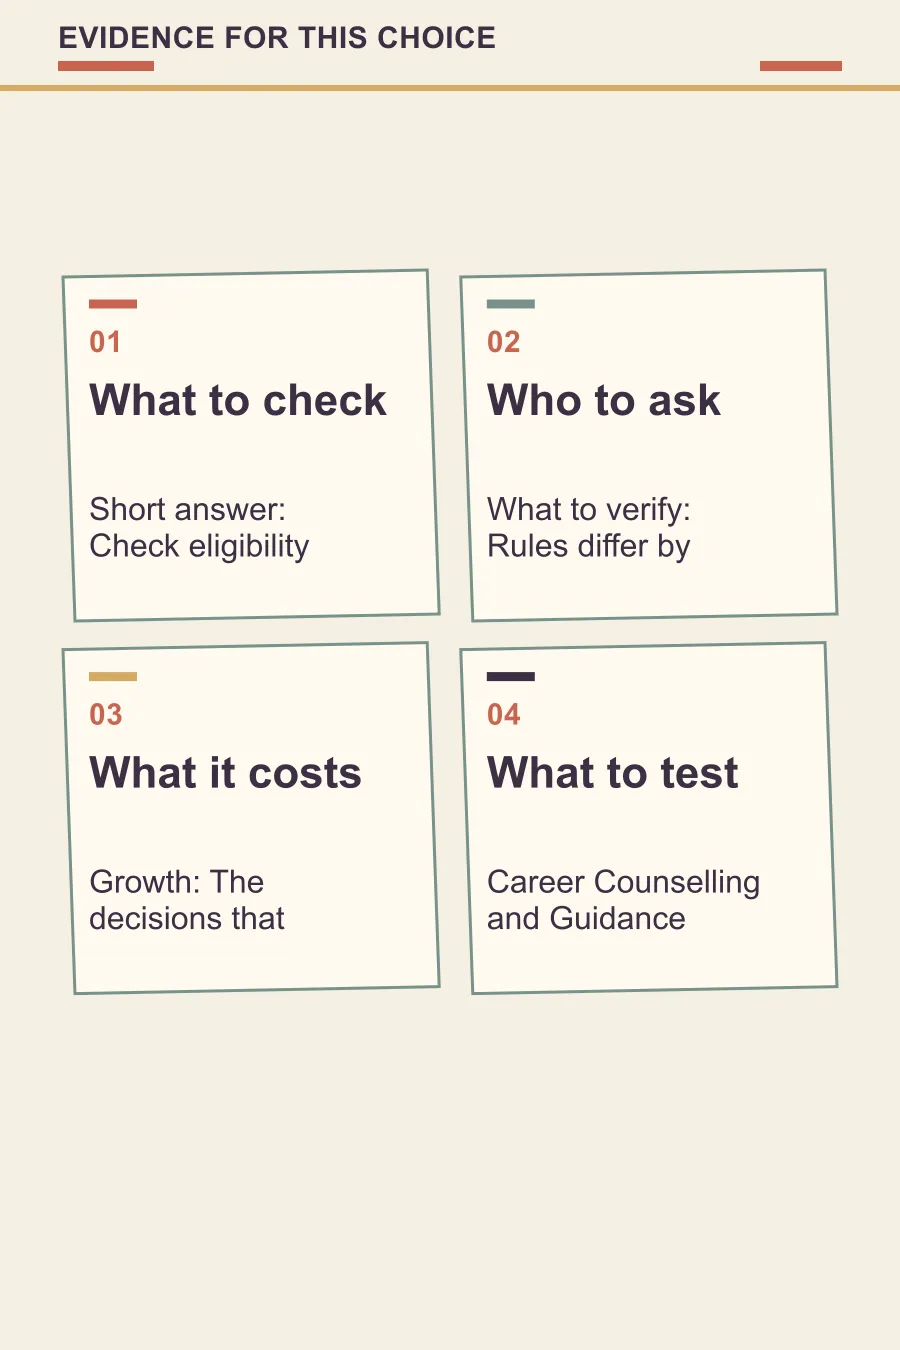 EVIDENCE FOR THIS CHOICE
01
What to check
Short answer:
Check eligibility
02
Who to ask
What to verify:
Rules differ by
03
What it costs
Growth: The
decisions that
04
What to test
Career Counselling
and Guidance